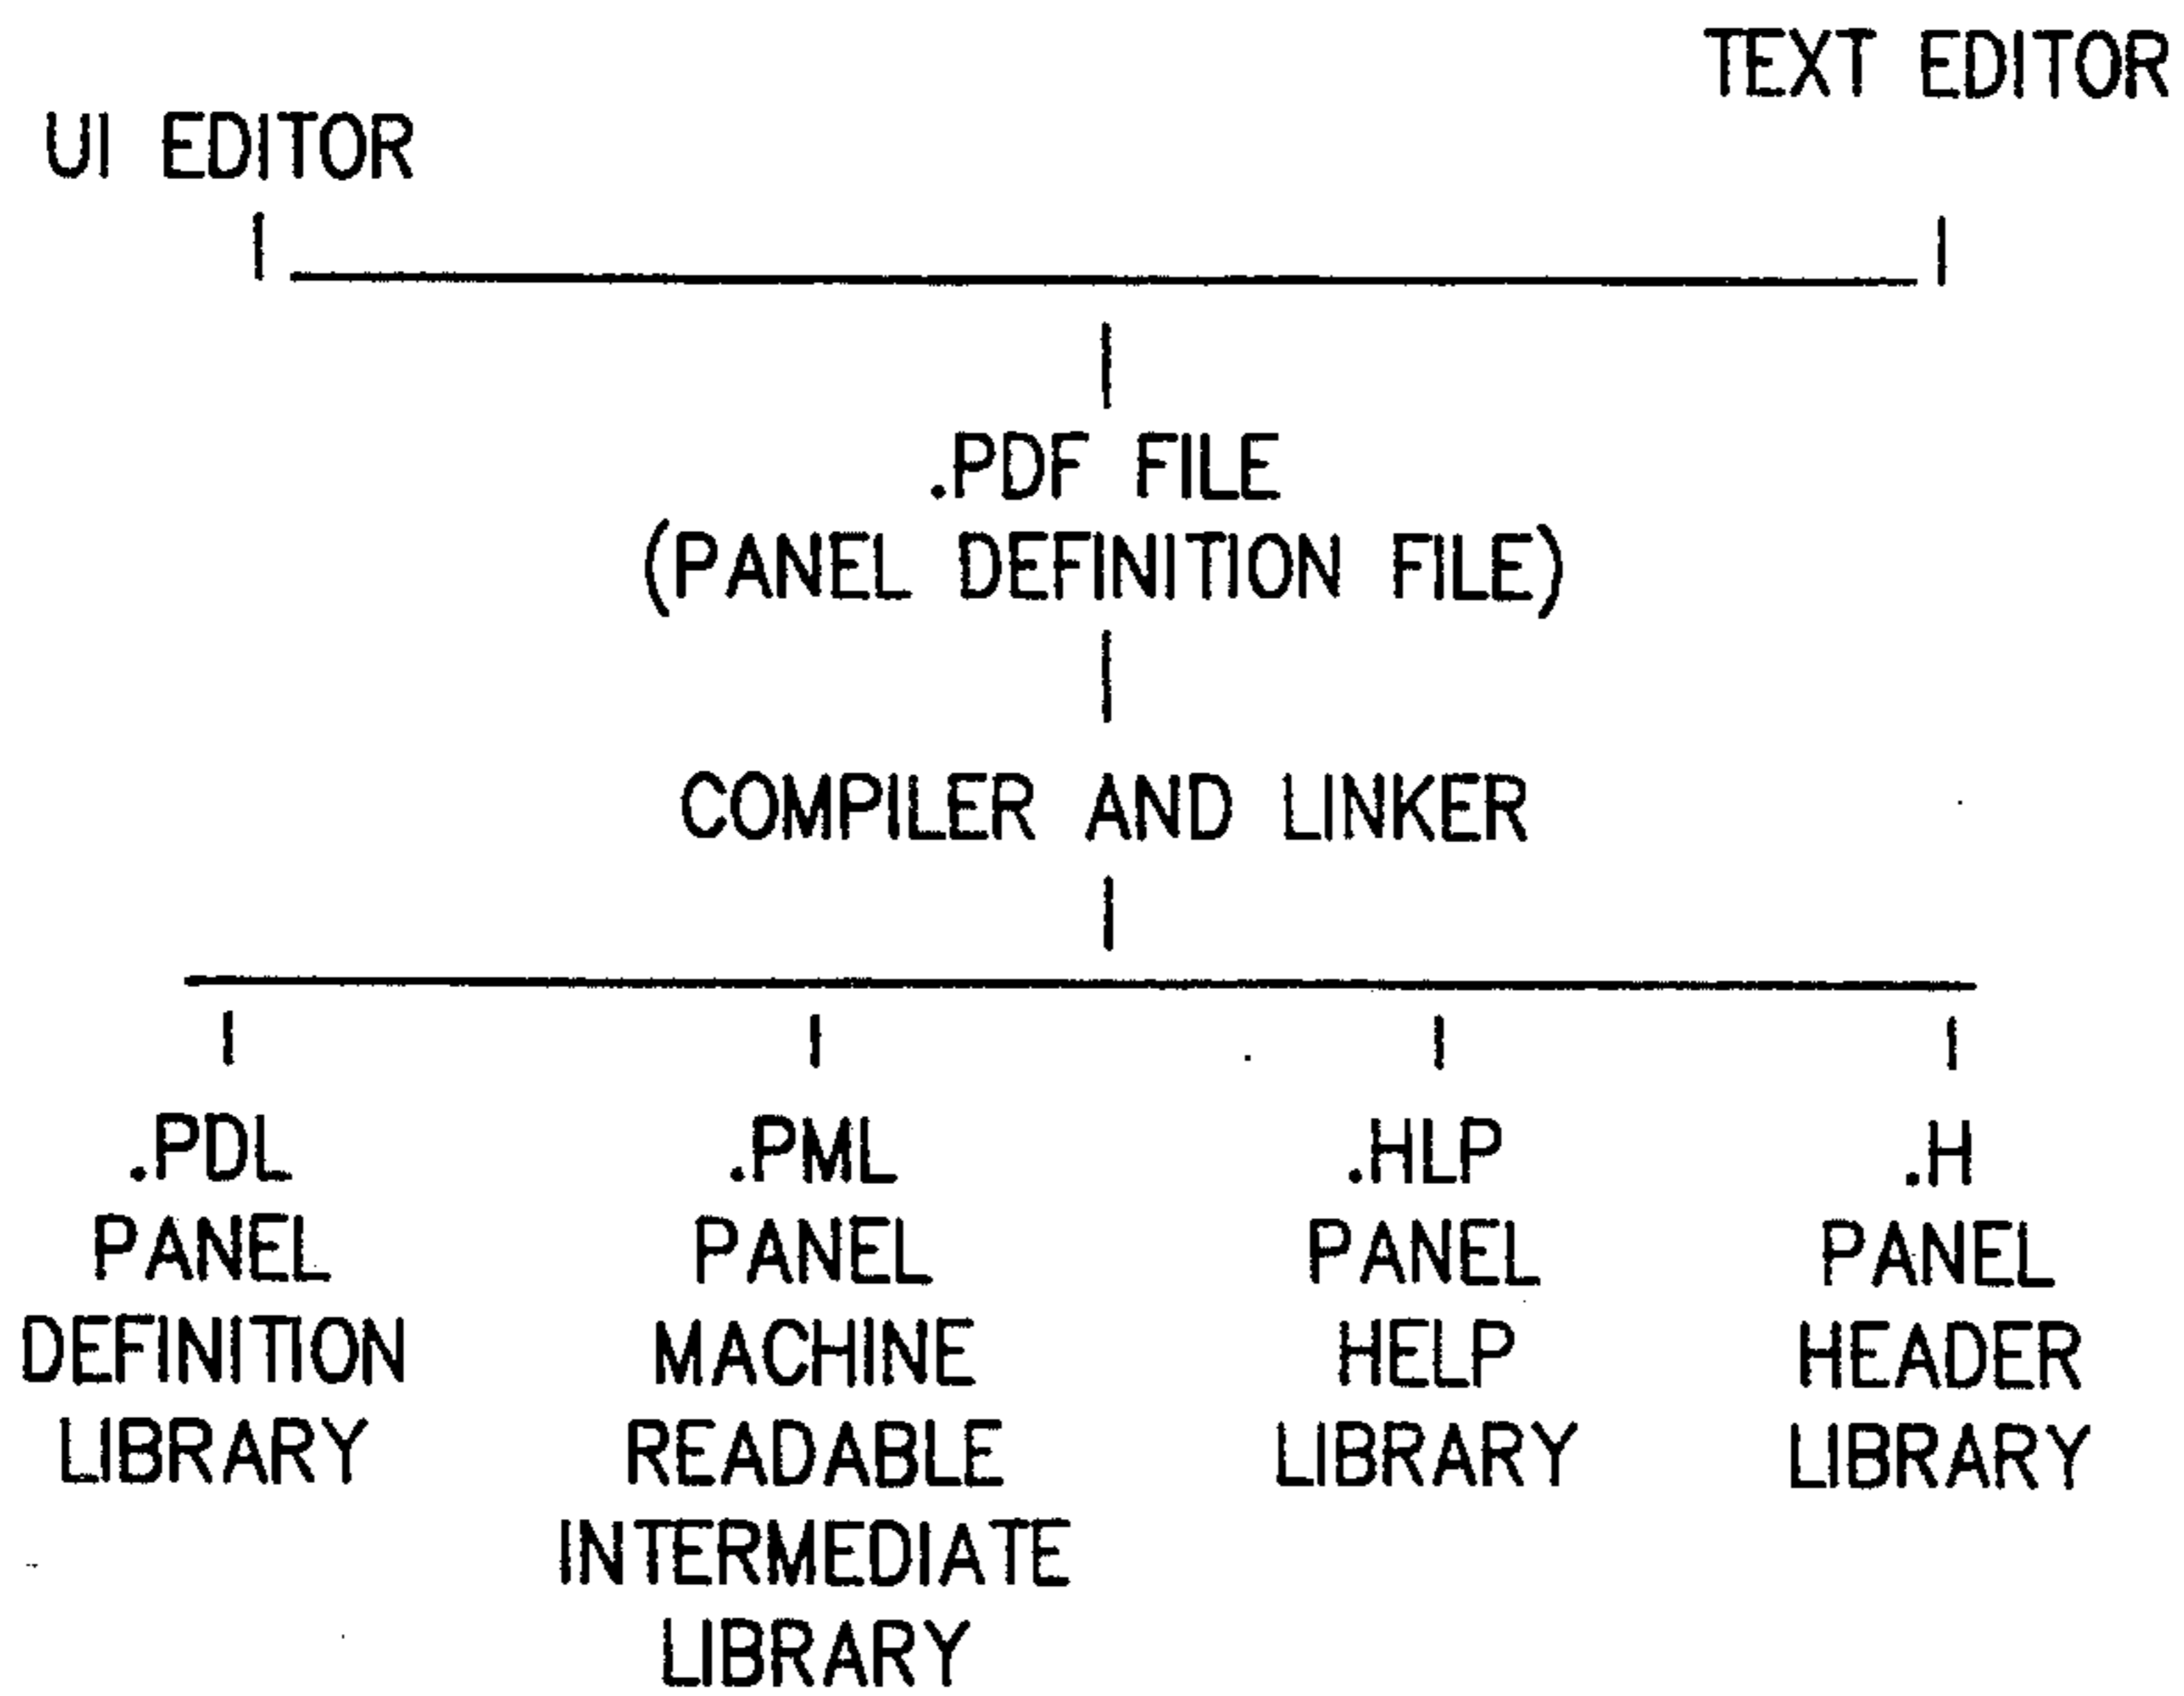 TEXT EDITOR
UI EDITOR
.PDF FILE
(PANEL DEFINITION FILE)
COMPILER AND LINKER
.PDL
PANEL
DEFINITION
LIBRARY
.PML
PANEL
MACHINE
READABLE
INTERMEDIATE
LIBRARY
.HLP
PANEL
HELP
LIBRARY
.H
PANEL
HEADER
LIBRARY